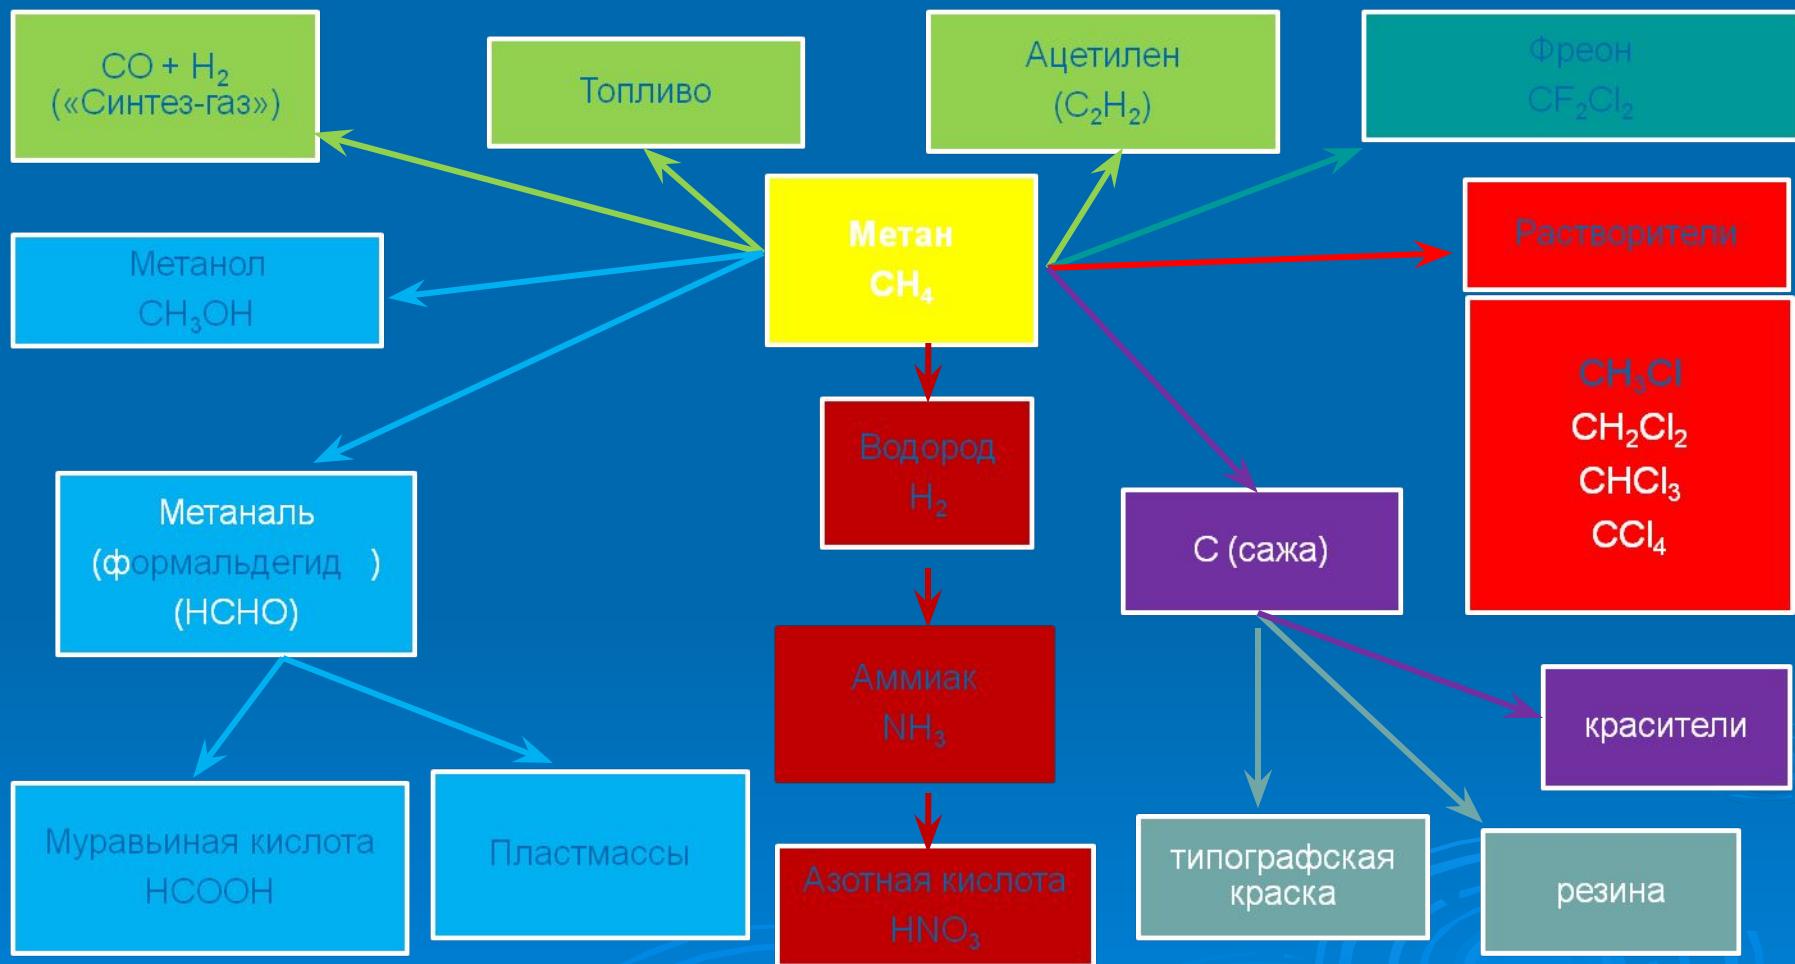 CO + H₂
(«Синтез-газ»)
Топливо
Ацетилен
(C₂H₂)
Фреон
CF₂Cl₂
Метан
CH₄
Растворители
Метанол
CH₃OH
CH₃Cl
CH₂Cl₂
CHCl₃
CCl₄
Водород
H₂
Метаналь
(формальдегид )
(HCHO)
С (сажа)
Аммиак
NH₃
красители
Муравьиная кислота
HCOOH
Пластмассы
Азотная кислота
HNO₃
типографская
краска
резина